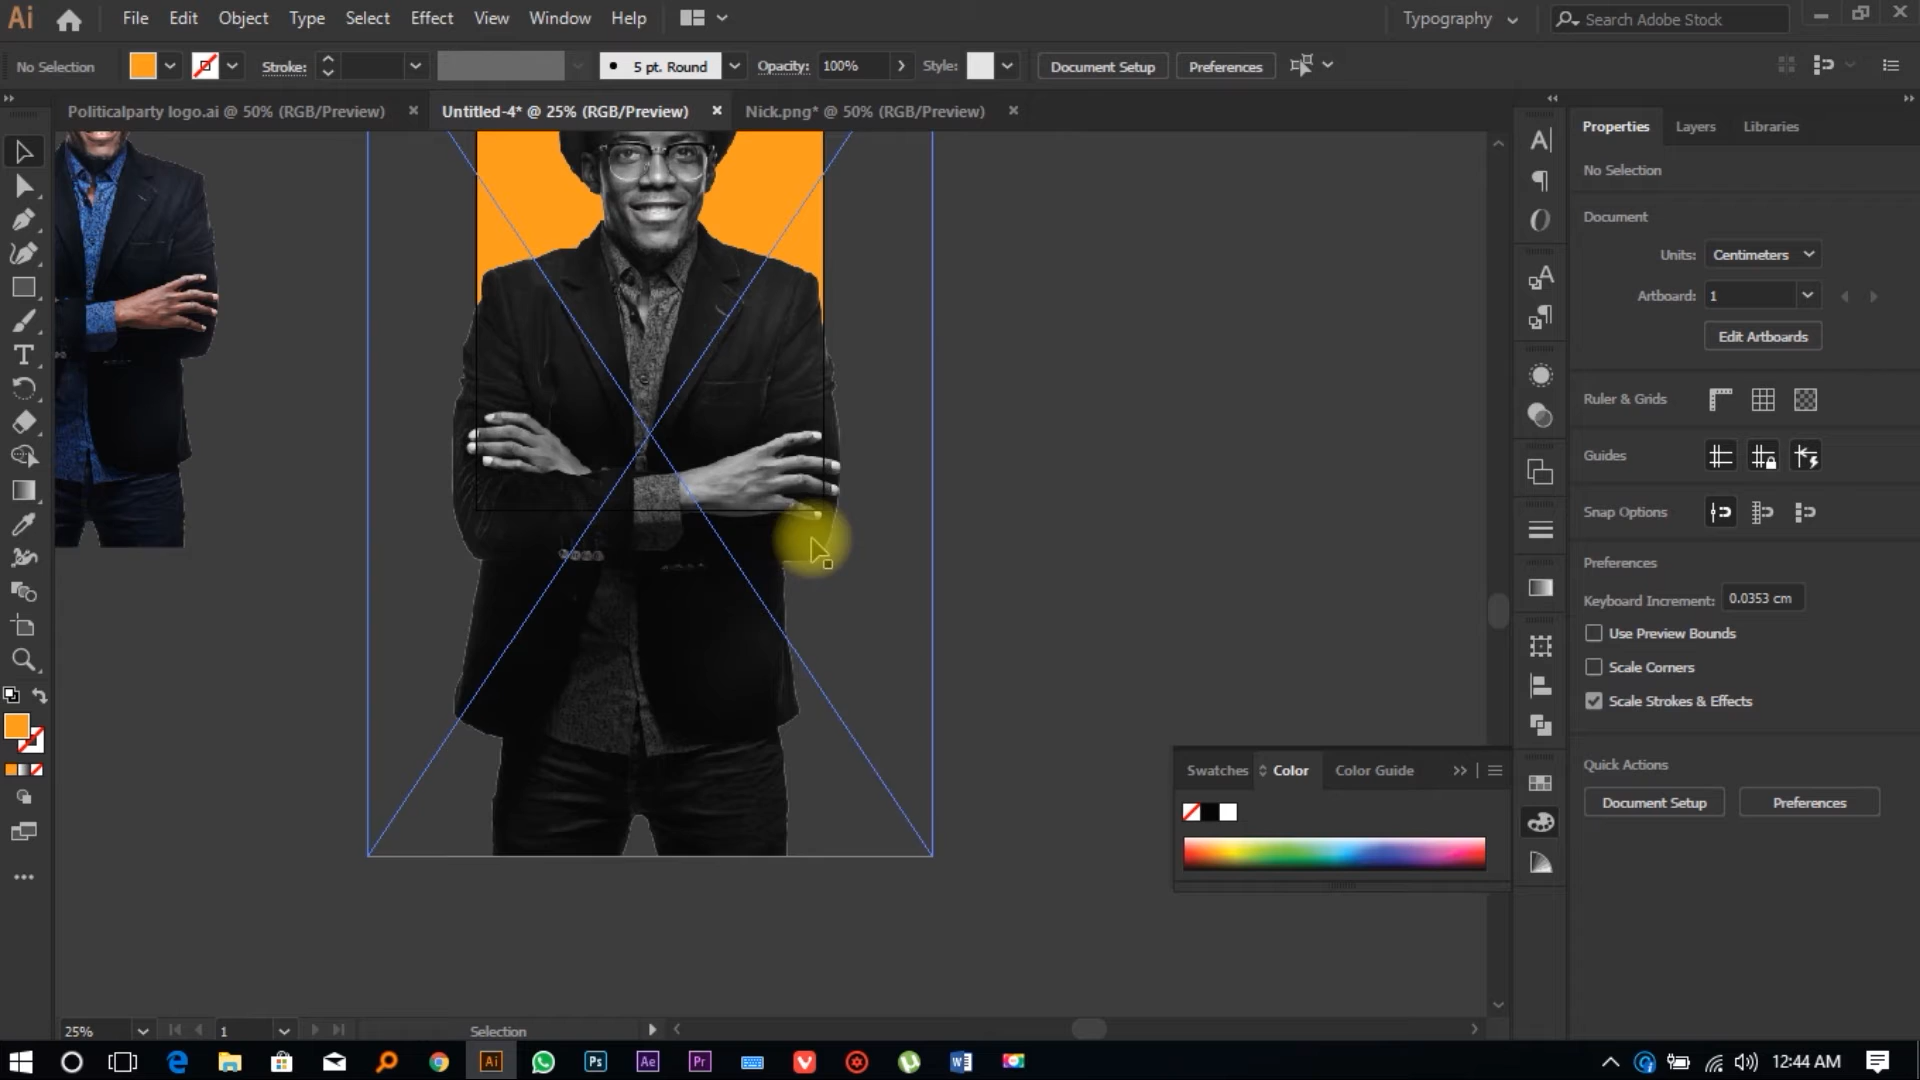 Ai File Edit Object Type Select Effect View Window Help Typography Search Adobe Stock
No Selection Stroke: 5 pt. Round Opacity: 100% Style: Document Setup Preferences
Politicalparty logo.ai @ 50% (RGB/Preview) Untitled-4* @ 25% (RGB/Preview) Nick.png* @ 50% (RGB/Preview)
Properties Layers Libraries
No Selection
Document
Units: Centimeters
Artboard: 1
Edit Artboards
Ruler & Grids
Guides
Snap Options
Preferences
Keyboard Increment: 0.0353 cm
Use Preview Bounds
Scale Corners
Scale Strokes & Effects
Quick Actions
Document Setup Preferences
Swatches Color Color Guide
25% 1 Selection
Ai Ps Ae Pr 12:44 AM